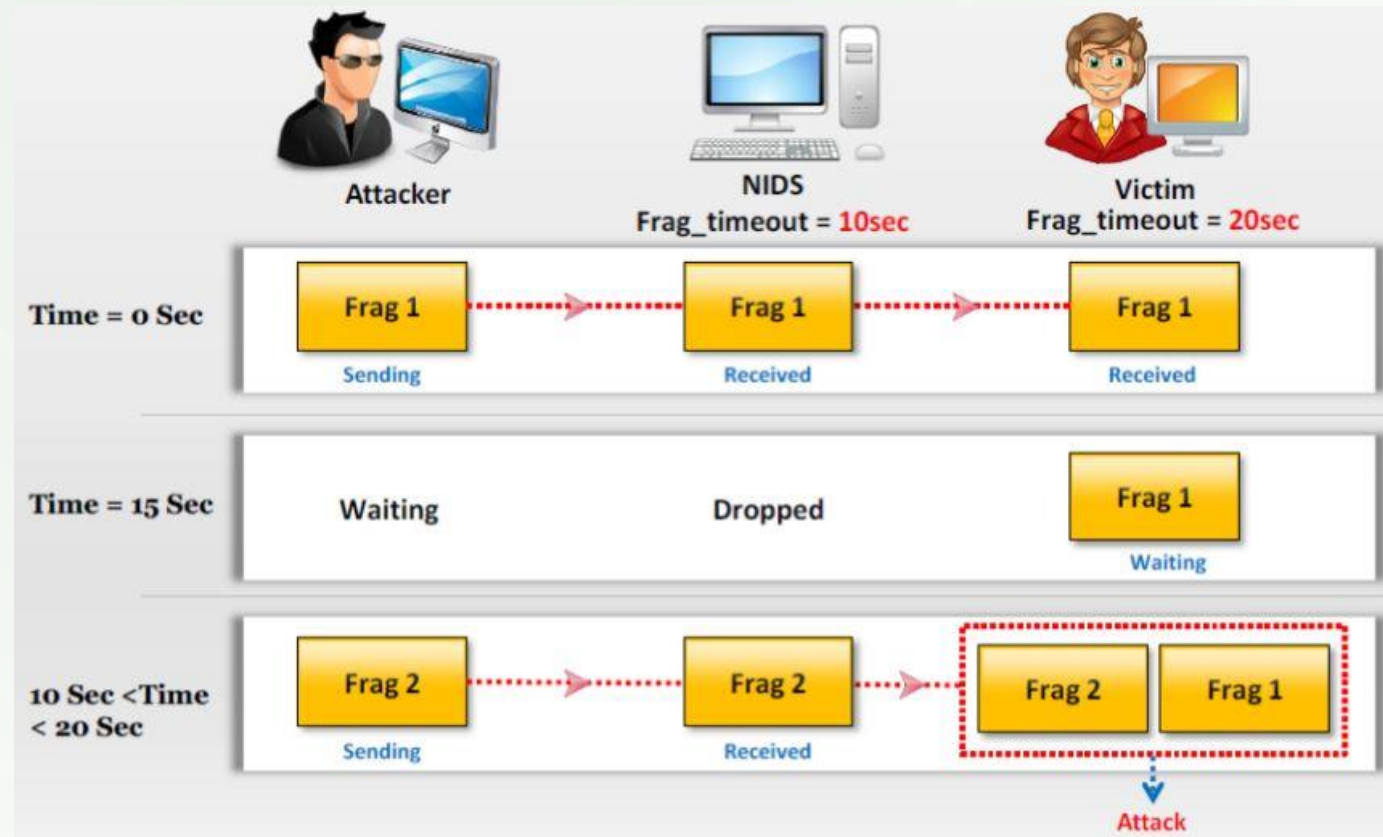 Attacker
NIDS
Frag_timeout = 10sec
Victim
Frag_timeout = 20sec
Time = 0 Sec
Frag 1
Frag 1
Frag 1
Sending
Received
Received
Time = 15 Sec
Waiting
Dropped
Frag 1
Waiting
10 Sec <Time
< 20 Sec
Frag 2
Frag 2
Frag 2
Frag 1
Sending
Received
Attack